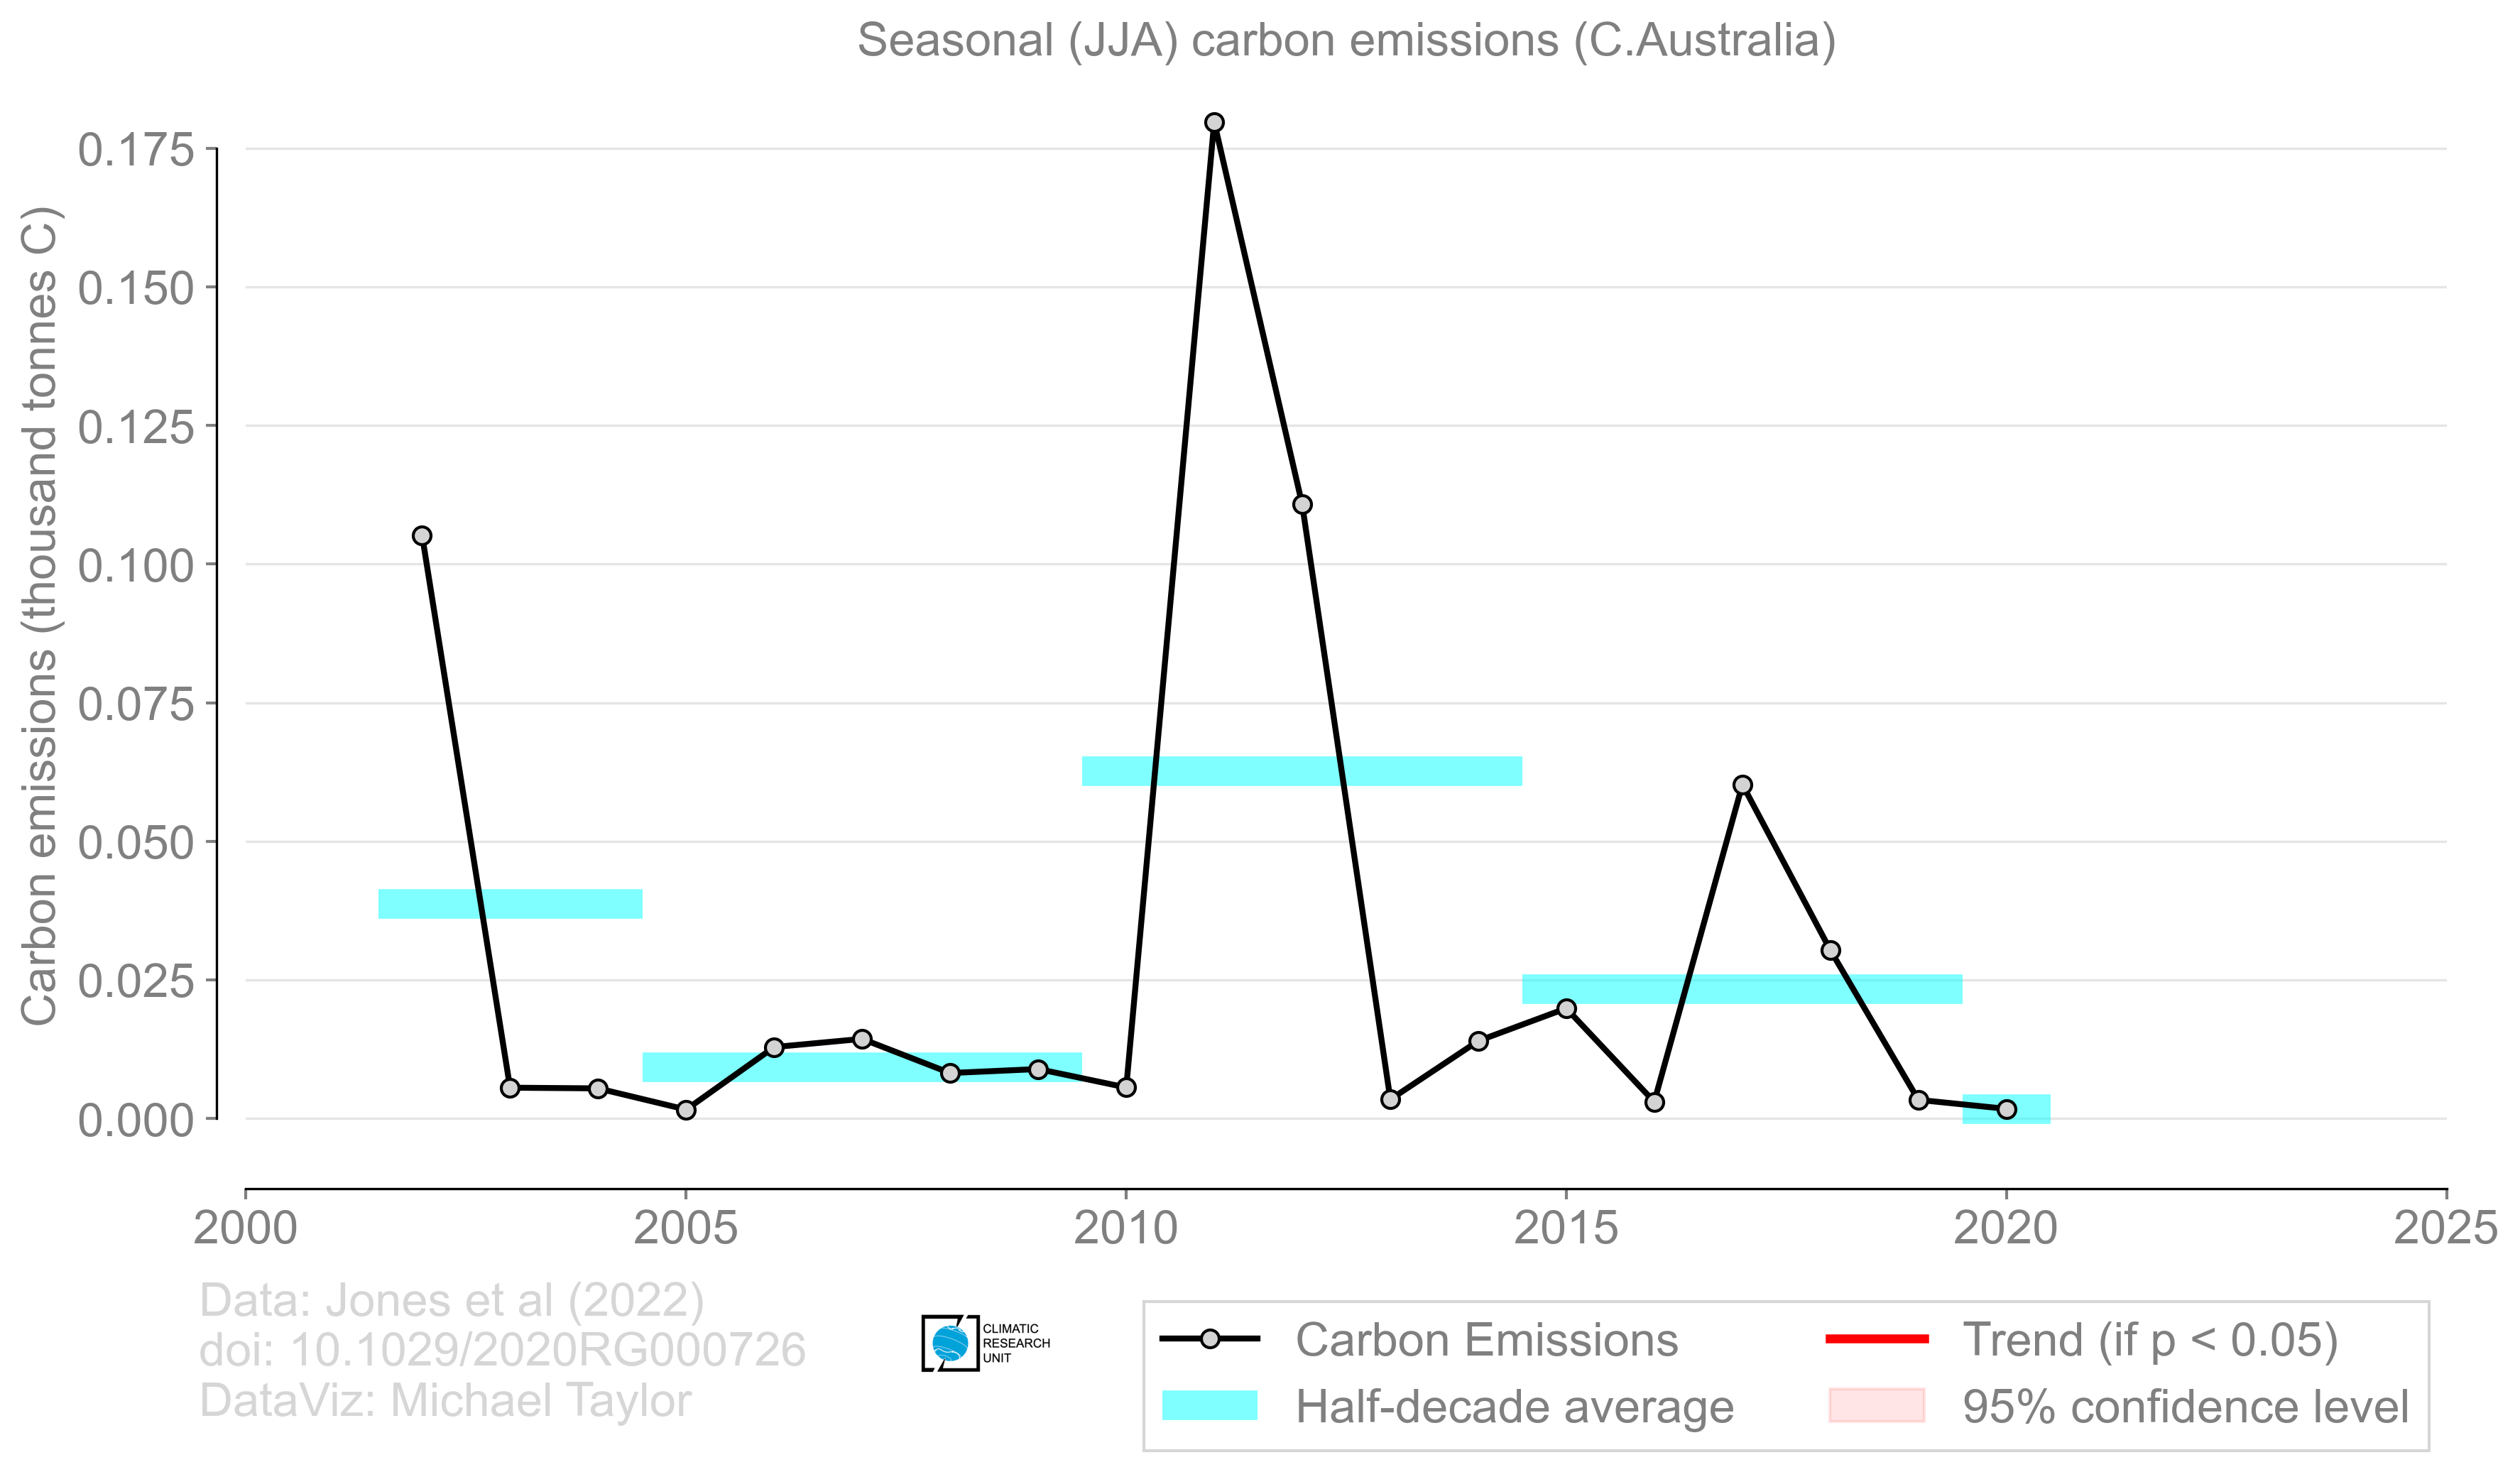 Seasonal (JJA) carbon emissions (C.Australia)
Carbon emissions (thousand tonnes C)
0.175
0.150
0.125
0.100
0.075
0.050
0.025
0.000
2000 2005 2010 2015 2020 2025
Data: Jones et al (2022)
doi: 10.1029/2020RG000726
DataViz: Michael Taylor
CLIMATIC
RESEARCH
UNIT
Carbon Emissions
Half-decade average
Trend (if p < 0.05)
95% confidence level